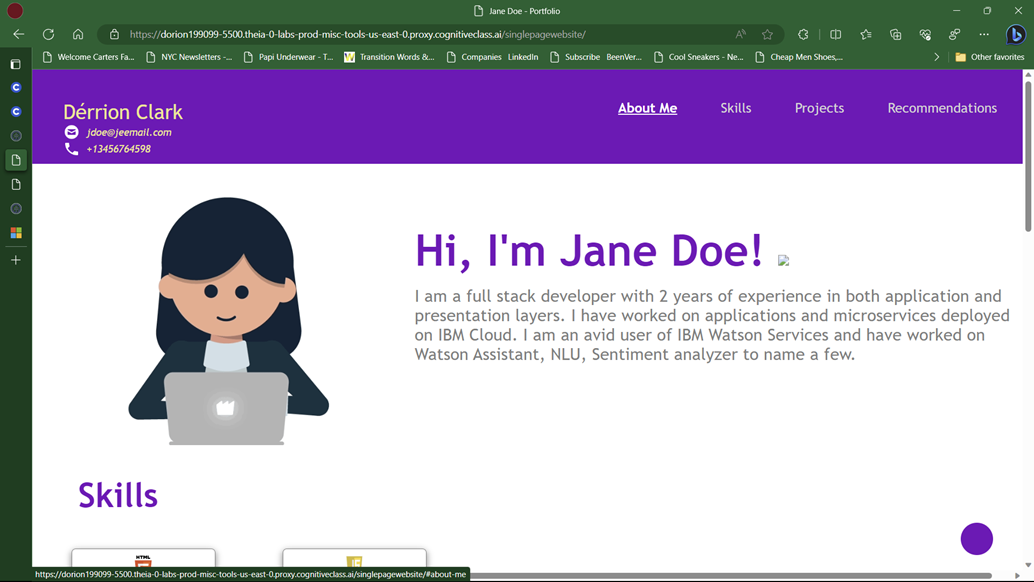 Jane Doe - Portfolio
https://dorion199099-5500.theia-0-labs-prod-misc-tools-us-east-0.proxy.cognitiveclass.ai/singlepagewebsite/
Welcome Carters Fa... NYC Newsletters -... Papi Underwear - T... Transition Words &... Companies LinkedIn Subscribe BeenVer... Cool Sneakers - Ne... Cheap Men Shoes,... Other favorites
Dérrion Clark
jdoe@jeemail.com
+13456764598
About Me Skills Projects Recommendations
Hi, I'm Jane Doe!
I am a full stack developer with 2 years of experience in both application and
presentation layers. I have worked on applications and microservices deployed
on IBM Cloud. I am an avid user of IBM Watson Services and have worked on
Watson Assistant, NLU, Sentiment analyzer to name a few.
Skills
HTML
https://dorion199099-5500.theia-0-labs-prod-misc-tools-us-east-0.proxy.cognitiveclass.ai/singlepagewebsite/#about-me